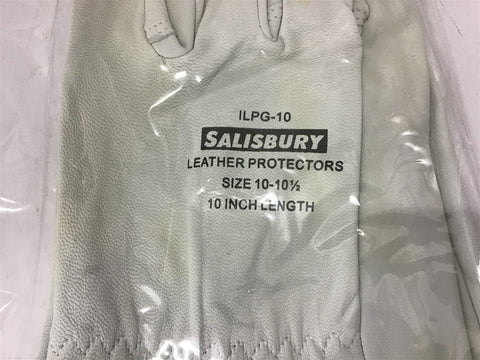 ILPG-10
SALISBURY
LEATHER PROTECTORS
SIZE 10-10½
10 INCH LENGTH